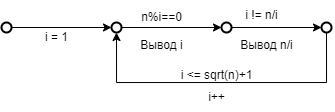 i = 1
n%i==0
Вывод i
i != n/i
Вывод n/i
i <= sqrt(n)+1
i++